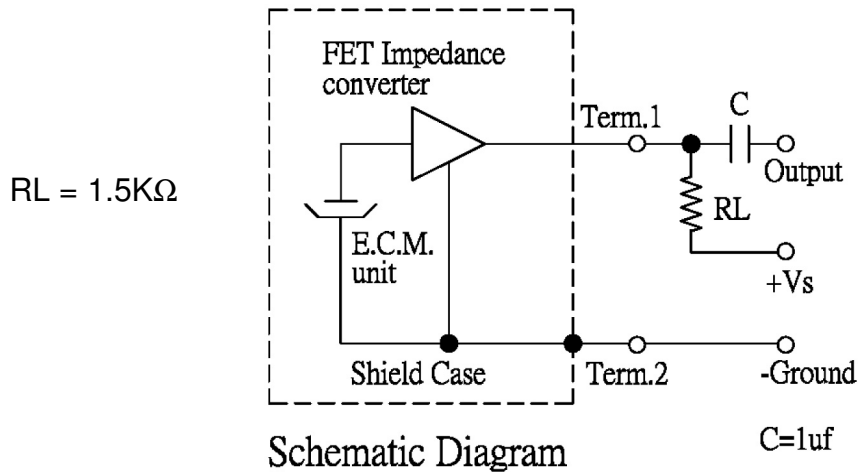 FET Impedance
converter
C
Term.1
Output
RL = 1.5KΩ
RL
E.C.M.
unit
+Vs
Shield Case
Term.2
-Ground
Schematic Diagram
C=1uf